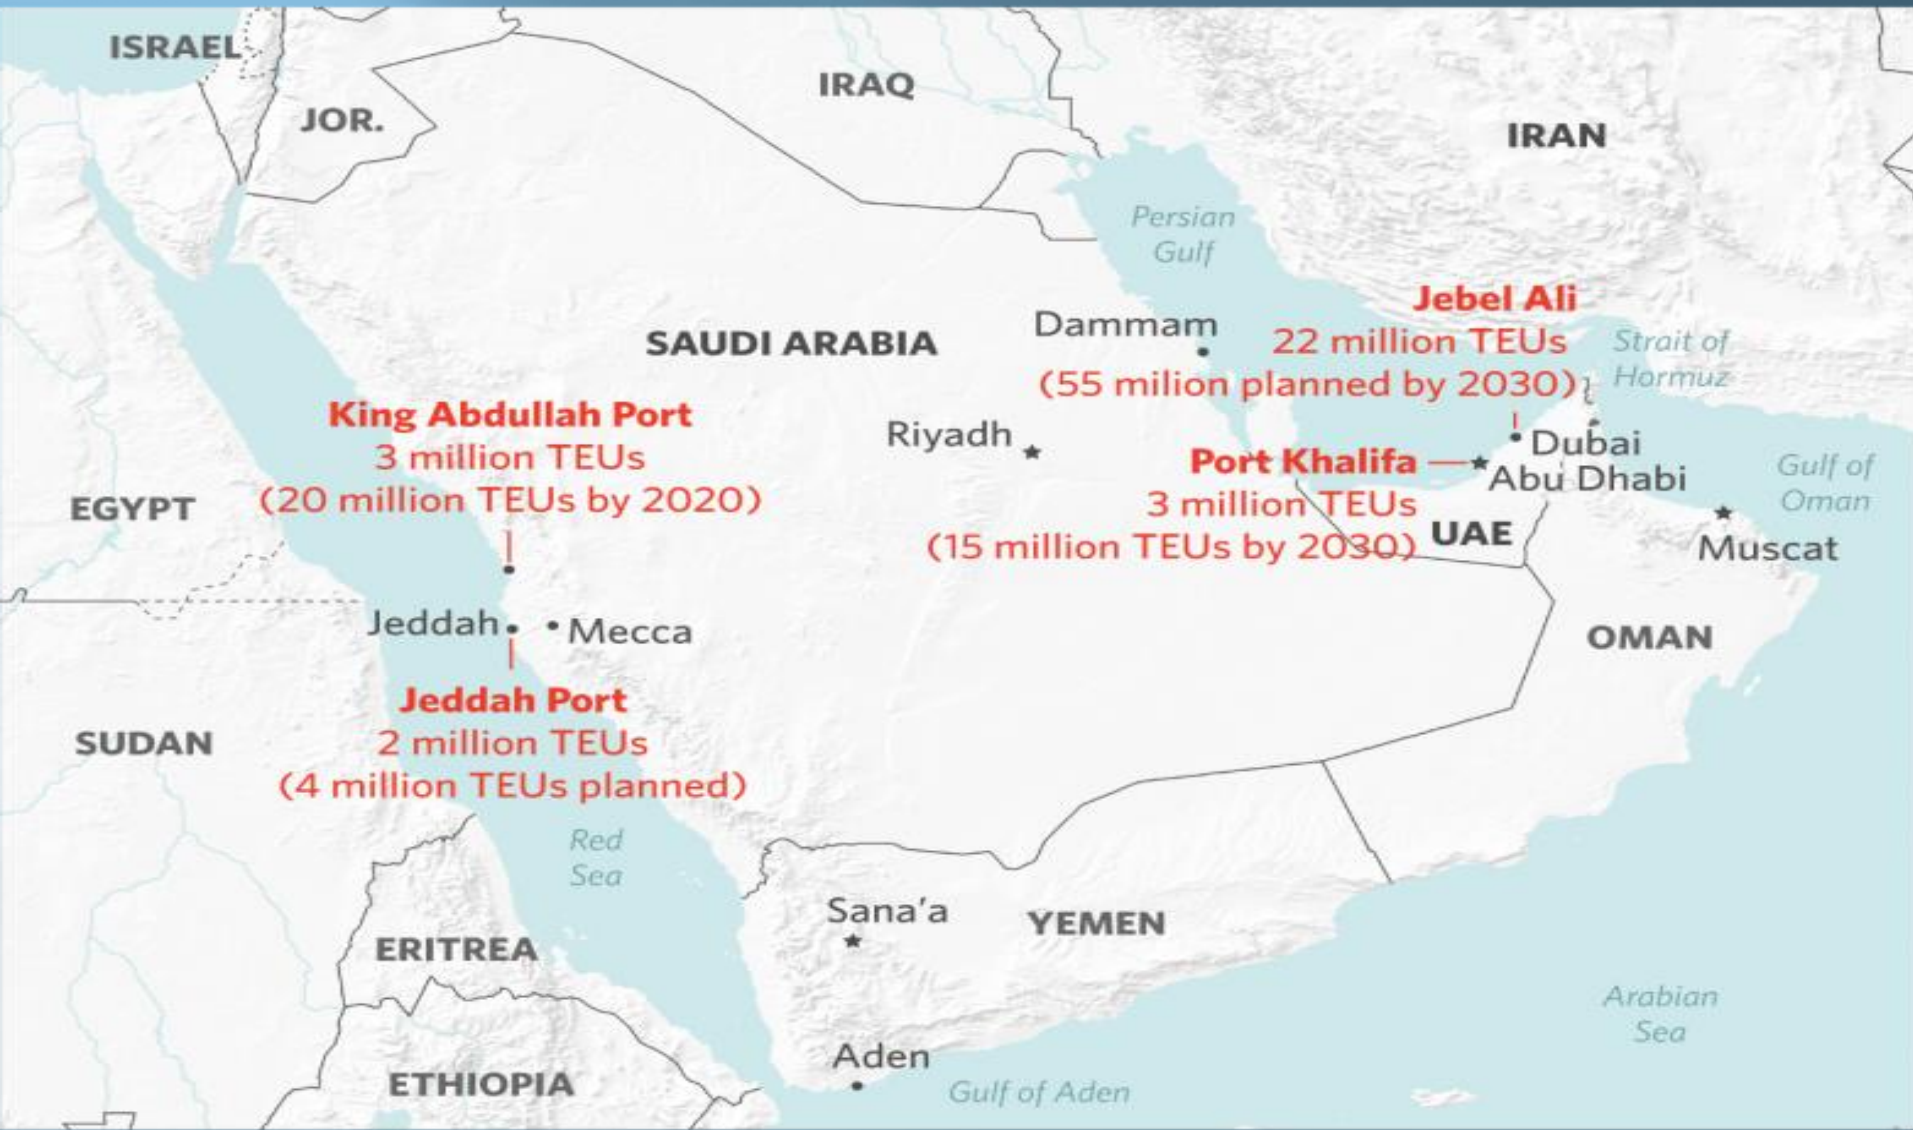 ISRAEL
JOR.
IRAQ
IRAN
Persian
Gulf
Jebel Ali
22 million TEUs
(55 milion planned by 2030)
Strait of
Hormuz
Dammam
SAUDI ARABIA
King Abdullah Port
3 million TEUs
(20 million TEUs by 2020)
Riyadh
Dubai
Port Khalifa
3 million TEUs
(15 million TEUs by 2030)
Abu Dhabi
Gulf of
Oman
EGYPT
UAE
Muscat
Jeddah
Mecca
OMAN
Jeddah Port
2 million TEUs
(4 million TEUs planned)
SUDAN
Red
Sea
Sana'a
YEMEN
ERITREA
Arabian
Sea
Aden
ETHIOPIA
Gulf of Aden